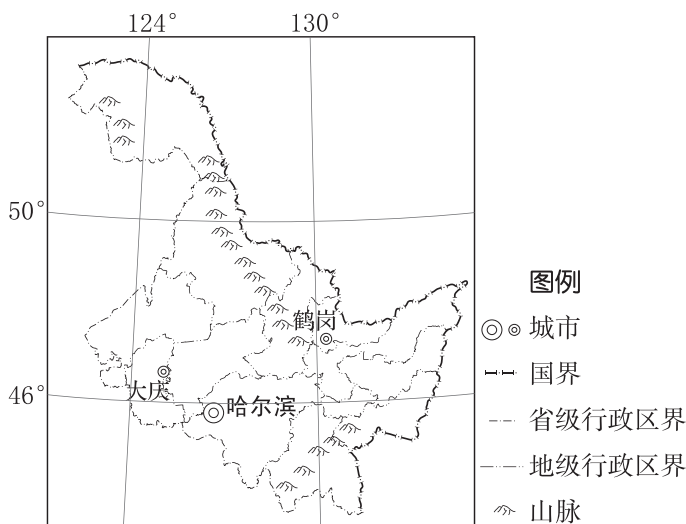 124° 130°
50°
鹤岗
大庆
46°
哈尔滨
图例
城市
国界
省级行政区界
地级行政区界
山脉